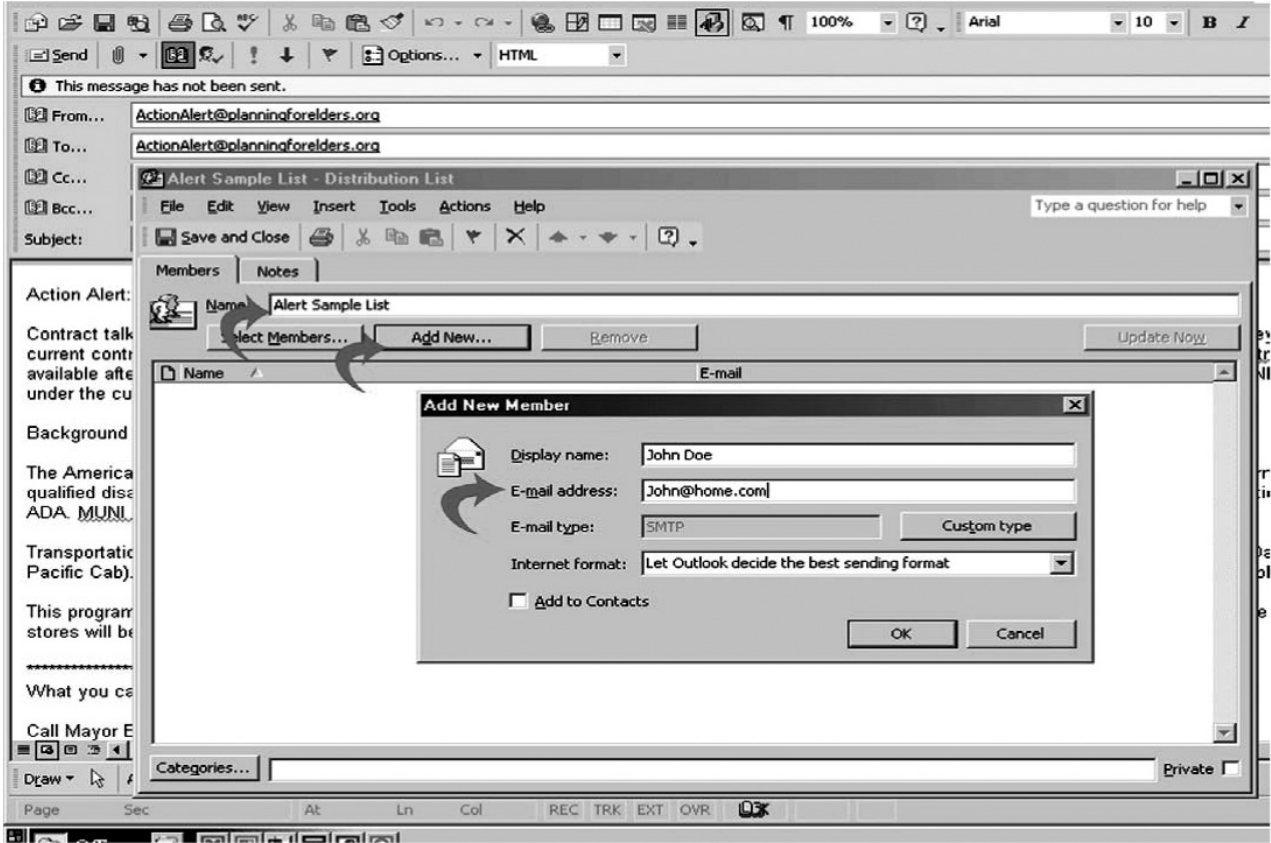 100% Arial 10 B I
Send Options... HTML
This message has not been sent.
From... ActionAlert@planningforelders.org
To... ActionAlert@planningforelders.org
Cc...
Bcc...
Subject:
Alert Sample List - Distribution List
File Edit View Insert Tools Actions Help Type a question for help
Save and Close
Members Notes
Name Alert Sample List
Select Members... Add New... Remove Update Now
Name E-mail
Add New Member
Display name: John Doe
E-mail address: John@home.com
E-mail type: SMTP Custom type
Internet format: Let Outlook decide the best sending format
Add to Contacts
OK Cancel
Categories... Private
Action Alert:
Contract talk
current contr
available afte
under the cu
Background
The America
qualified disa
ADA. MUNI
Transportatio
Pacific Cab).
This program
stores will be
********************
What you ca
Call Mayor E
Draw
Page Sec At Ln Col REC TRK EXT OVR